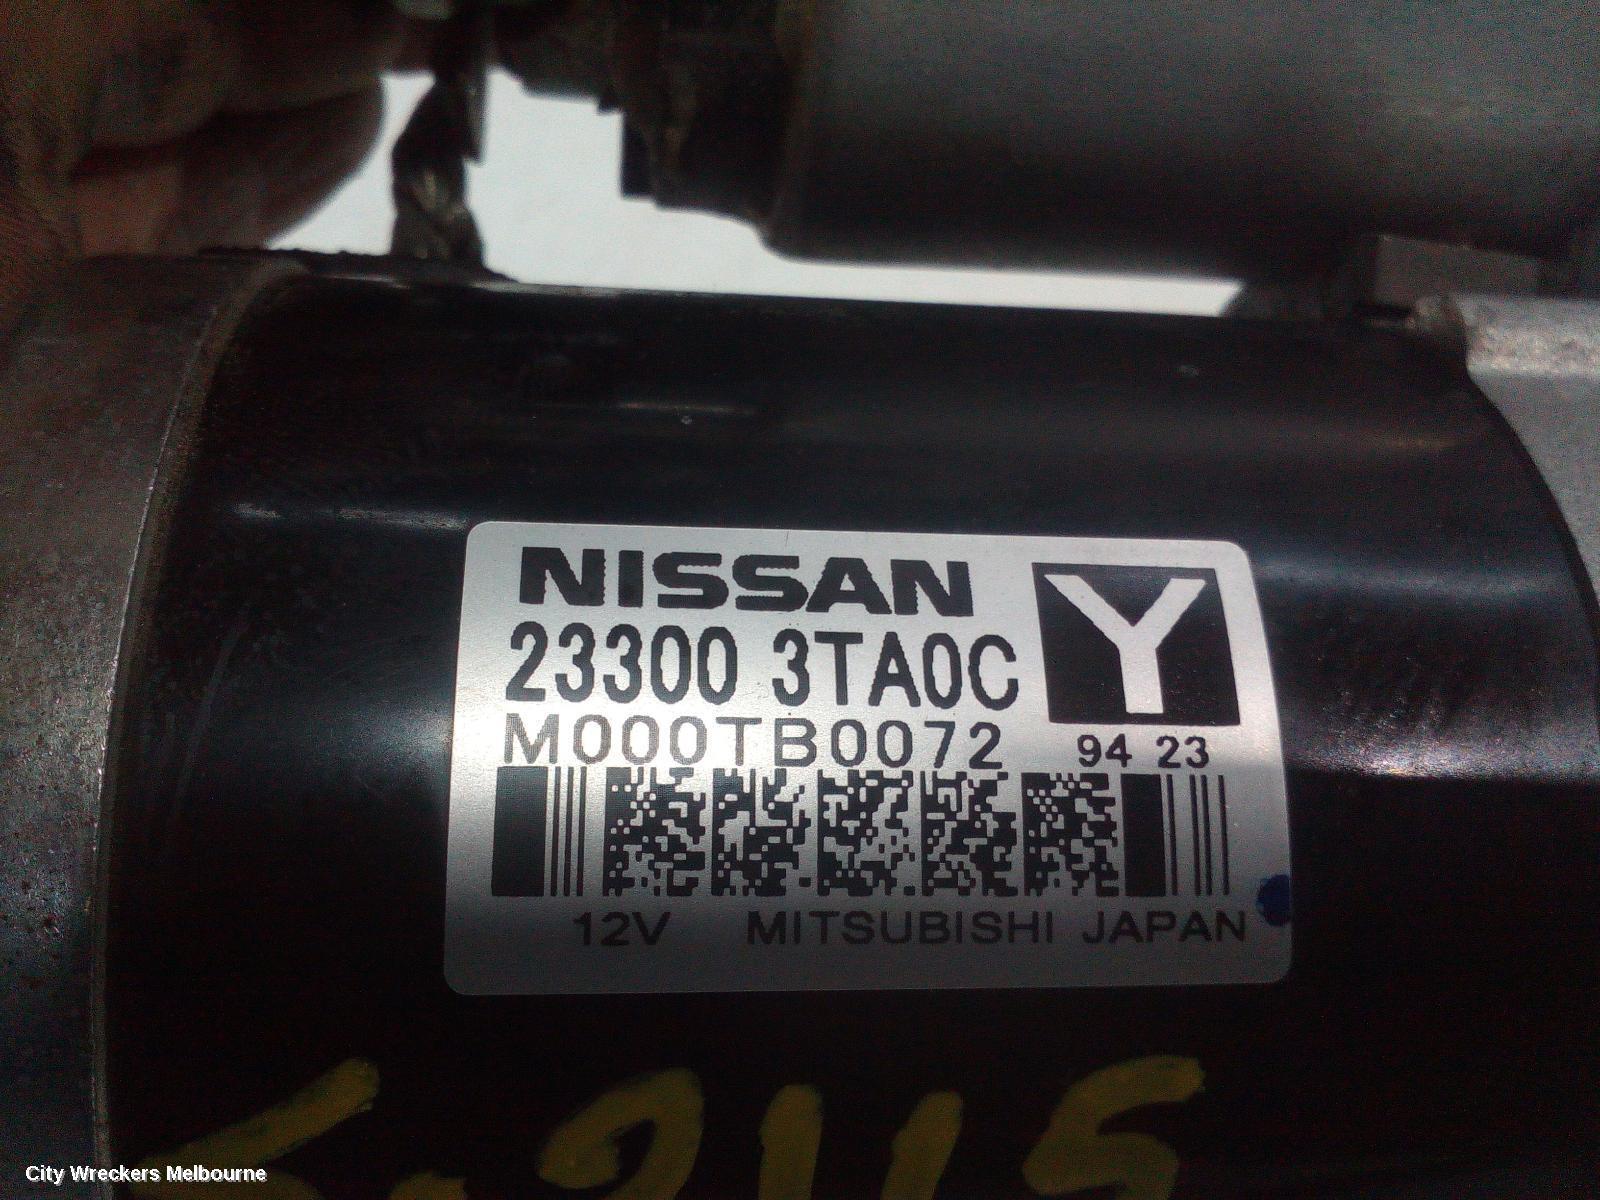 NISSAN
23300 3TA0C
Y
M000TB0072
94 23
12V MITSUBISHI JAPAN
City Wreckers Melbourne